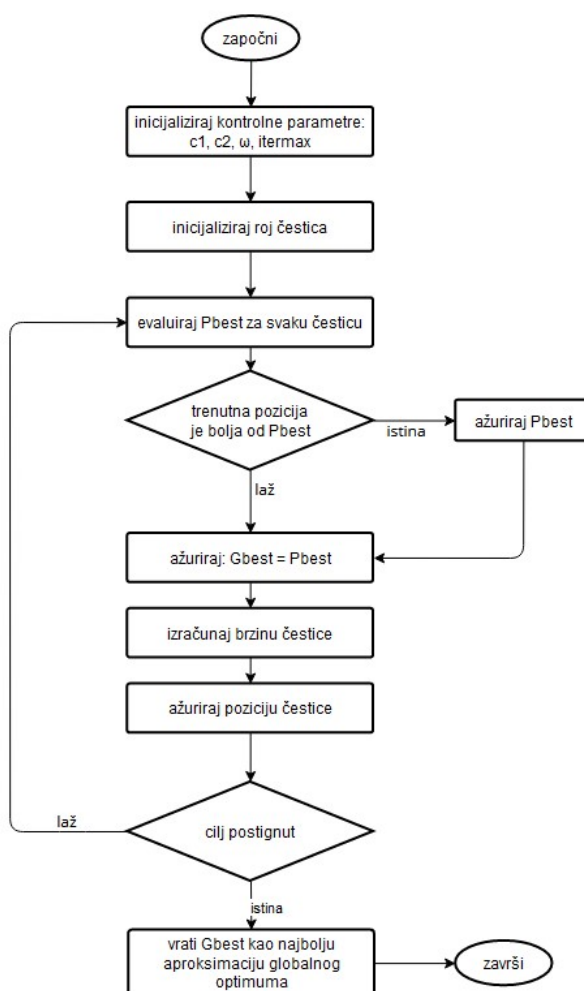 započni
inicijaliziraj kontrolne parametre:
c1, c2, ω, itermax
inicijaliziraj roj čestica
evaluiraj Pbest za svaku česticu
trenutna pozicija
je bolja od Pbest
istina
ažuriraj Pbest
laž
ažuriraj: Gbest = Pbest
izračunaj brzinu čestice
ažuriraj poziciju čestice
cilj postignut
laž
istina
vrati Gbest kao najbolju
aproksimaciju globalnog
optimuma
završi